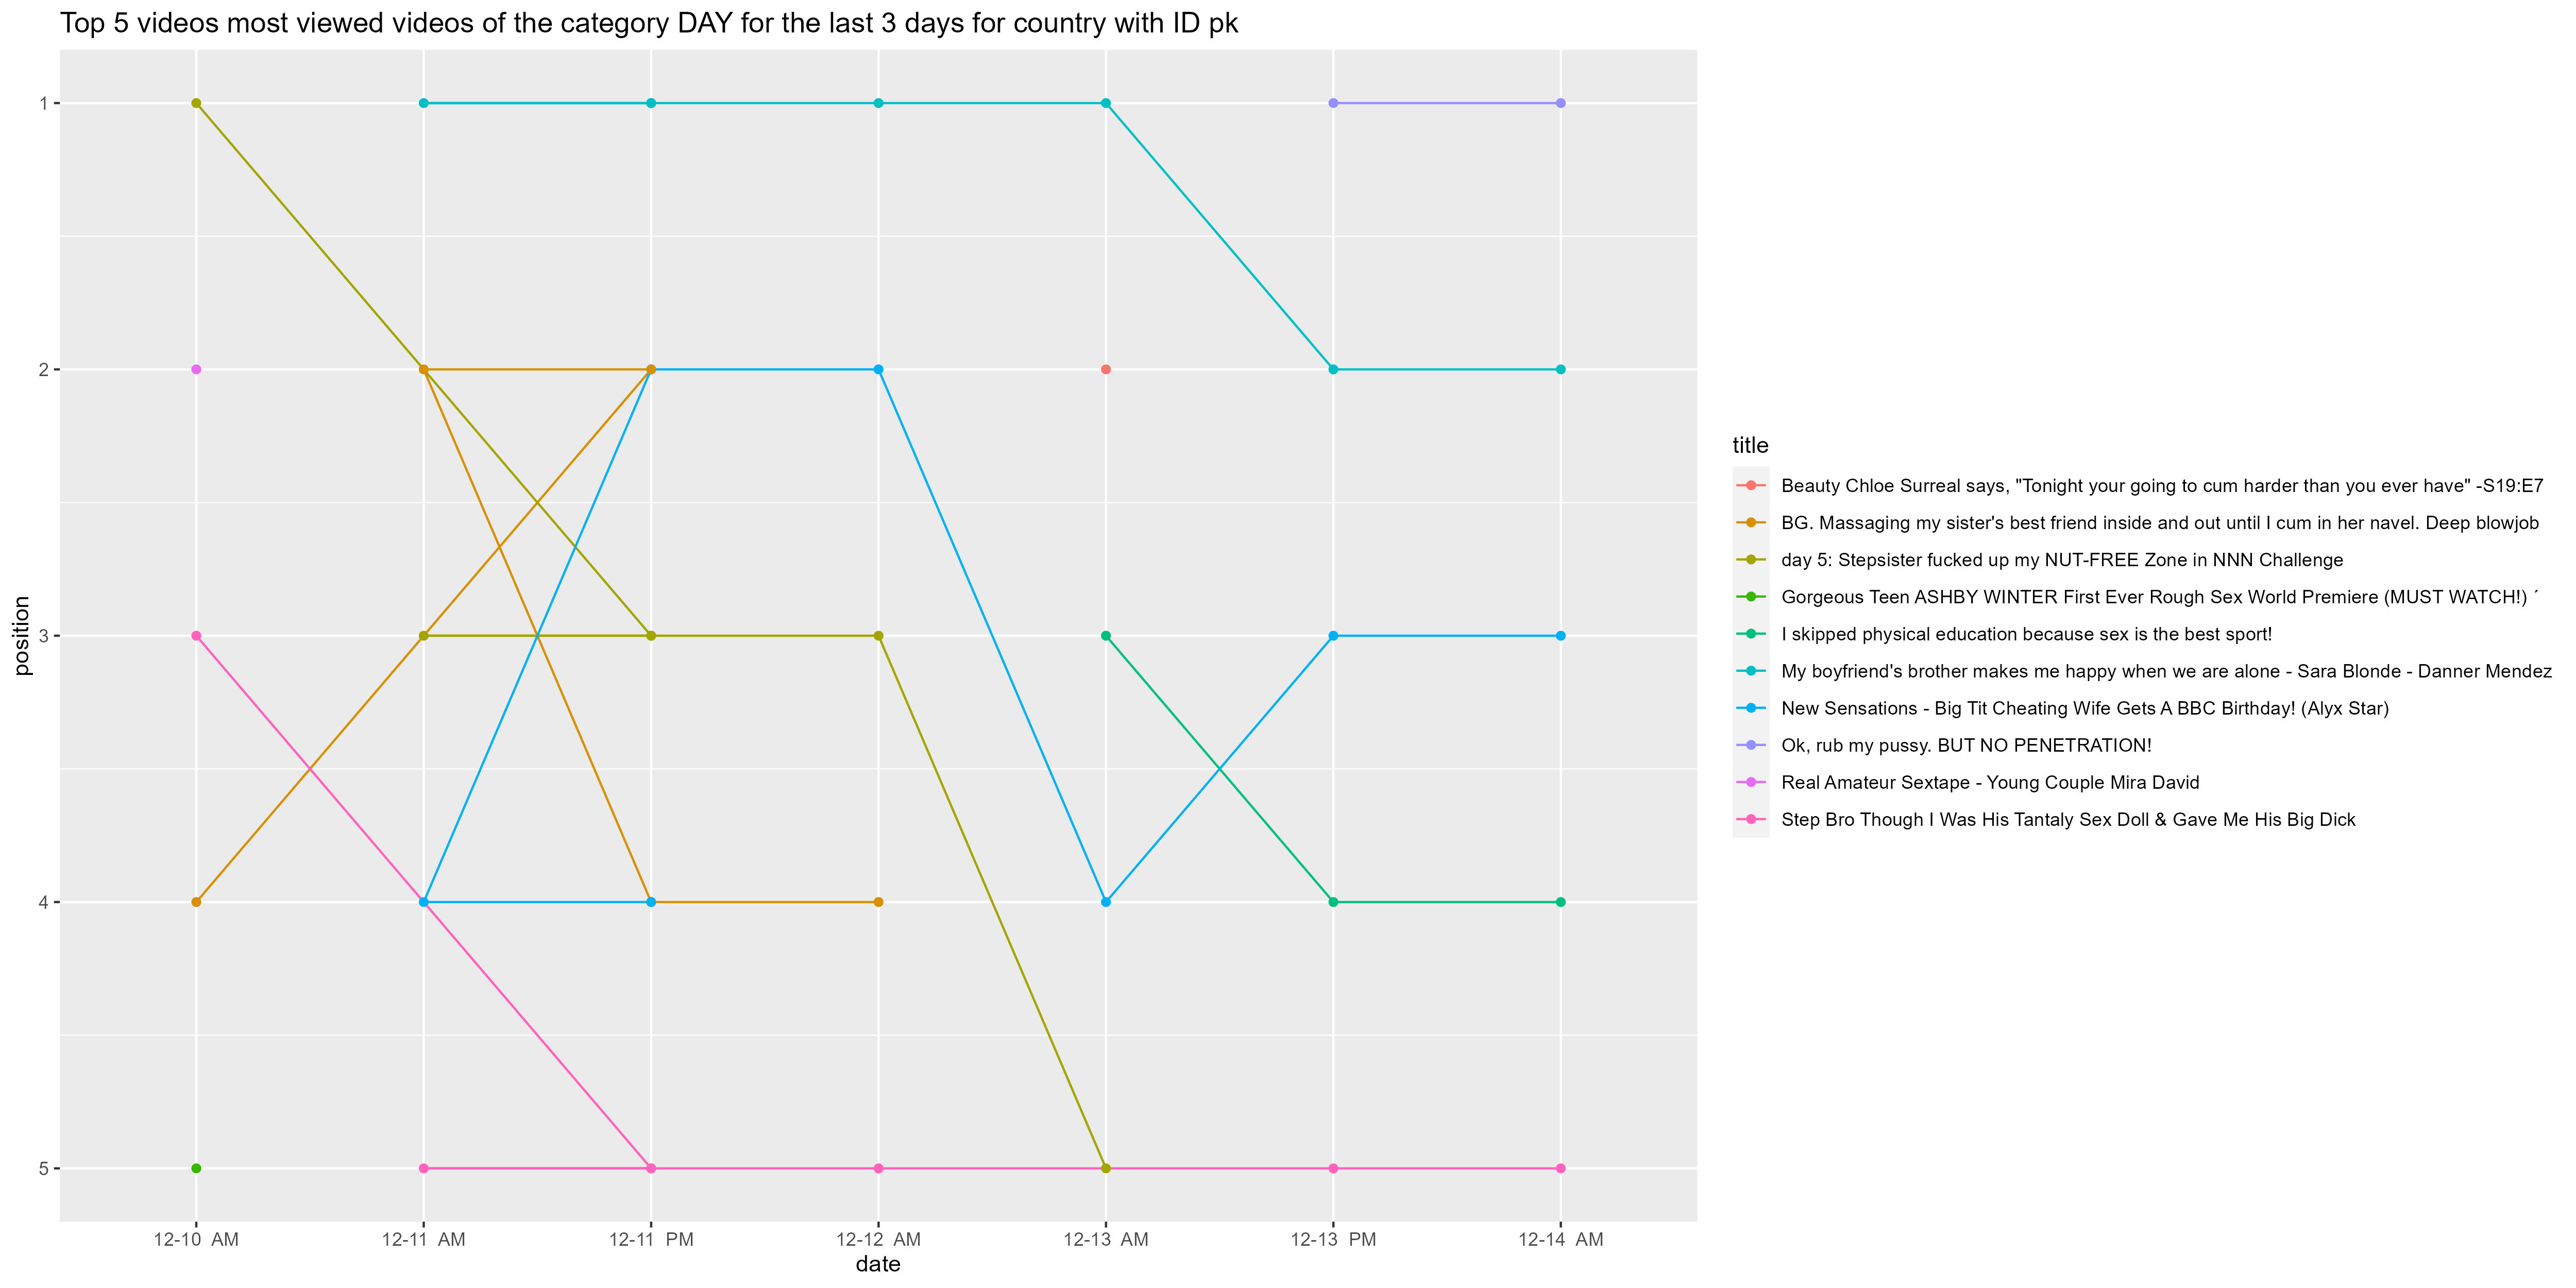 Top 5 videos most viewed videos of the category DAY for the last 3 days for country with ID pk
1
2
3
4
5
position
12-10 AM
12-11 AM
12-11 PM
12-12 AM
12-13 AM
12-13 PM
12-14 AM
date
title
Beauty Chloe Surreal says, "Tonight your going to cum harder than you ever have" -S19:E7
BG. Massaging my sister's best friend inside and out until I cum in her navel. Deep blowjob
day 5: Stepsister fucked up my NUT-FREE Zone in NNN Challenge
Gorgeous Teen ASHBY WINTER First Ever Rough Sex World Premiere (MUST WATCH!) ´
I skipped physical education because sex is the best sport!
My boyfriend's brother makes me happy when we are alone - Sara Blonde - Danner Mendez
New Sensations - Big Tit Cheating Wife Gets A BBC Birthday! (Alyx Star)
Ok, rub my pussy. BUT NO PENETRATION!
Real Amateur Sextape - Young Couple Mira David
Step Bro Though I Was His Tantaly Sex Doll & Gave Me His Big Dick